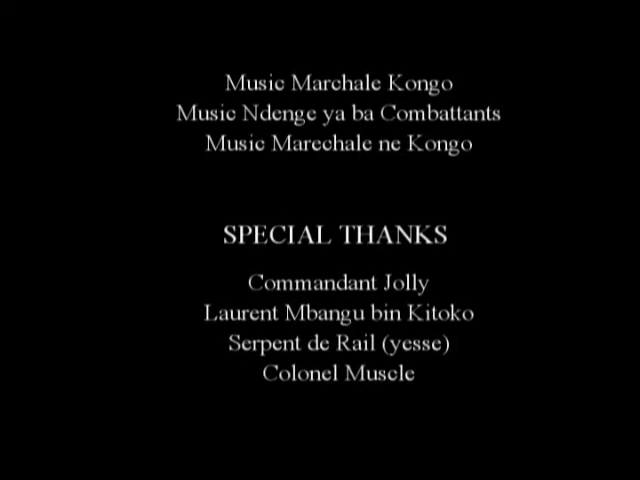 Music Marchale Kongo
Music Ndenge ya ba Combattants
Music Marechale ne Kongo
SPECIAL THANKS
Commandant Jolly
Laurent Mbangu bin Kitoko
Serpent de Rail (yesse)
Colonel Muscle